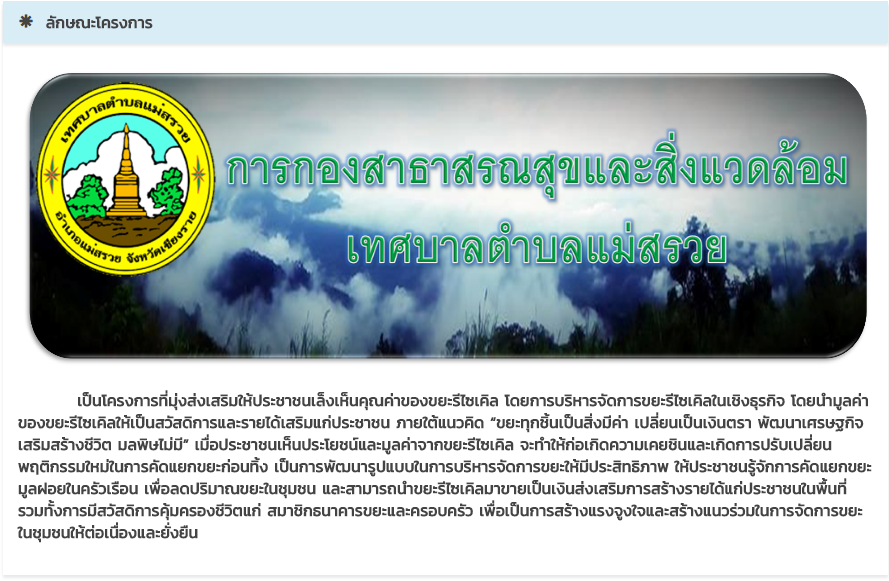 ลักษณะโครงการ
เทศบาลตำบลแม่สรวย
อำเภอแม่สรวย จังหวัดเชียงราย
การกองสาธาสรณสุขและสิ่งแวดล้อม
เทศบาลตำบลแม่สรวย
เป็นโครงการที่มุ่งส่งเสริมให้ประชาชนเล็งเห็นคุณค่าของขยะรีไซเคิล โดยการบริหารจัดการขยะรีไซเคิลในเชิงธุรกิจ โดยนำมูลค่า
ของขยะรีไซเคิลให้เป็นสวัสดิการและรายได้เสริมแก่ประชาชน ภายใต้แนวคิด “ขยะทุกชิ้นเป็นสิ่งมีค่า เปลี่ยนเป็นเงินตรา พัฒนาเศรษฐกิจ
เสริมสร้างชีวิต มลพิษไม่มี” เมื่อประชาชนเห็นประโยชน์และมูลค่าจากขยะรีไซเคิล จะทำให้ก่อเกิดความเคยชินและเกิดการปรับเปลี่ยน
พฤติกรรมใหม่ในการคัดแยกขยะก่อนทิ้ง เป็นการพัฒนารูปแบบในการบริหารจัดการขยะให้มีประสิทธิภาพ ให้ประชาชนรู้จักการคัดแยกขยะ
มูลฝอยในครัวเรือน เพื่อลดปริมาณขยะในชุมชน และสามารถนำขยะรีไซเคิลมาขายเป็นเงินส่งเสริมการสร้างรายได้แก่ประชาชนในพื้นที่
รวมทั้งการมีสวัสดิการคุ้มครองชีวิตแก่ สมาชิกธนาคารขยะและครอบครัว เพื่อเป็นการสร้างแรงจูงใจและสร้างแนวร่วมในการจัดการขยะ
ในชุมชนให้ต่อเนื่องและยั่งยืน